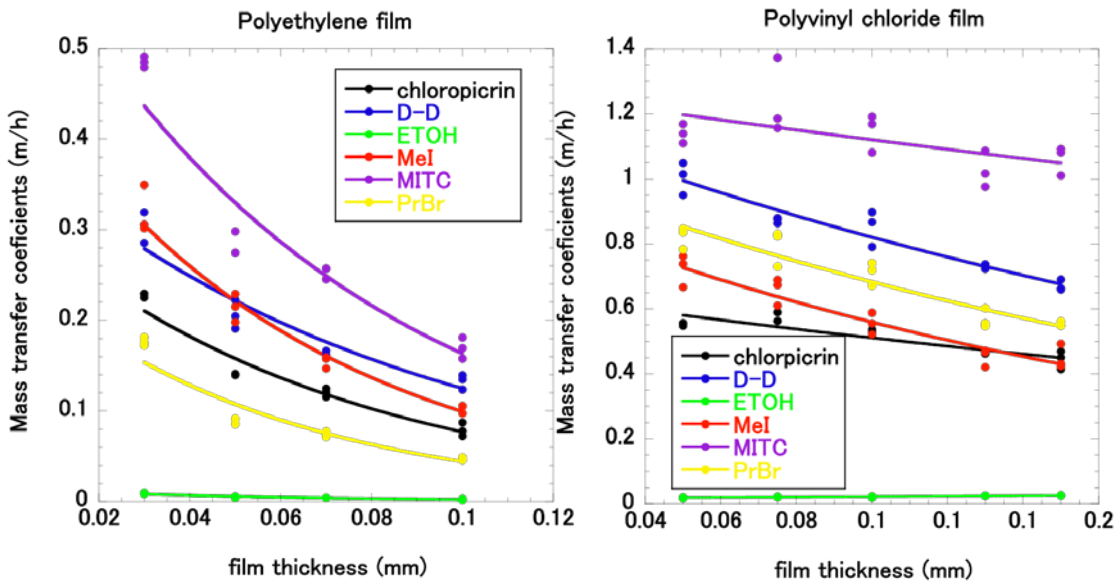 Polyethylene film
Mass transfer coeficients (m/h)
0.5
0.4
0.3
0.2
0.1
0
chloropicrin
D-D
ETOH
MeI
MITC
PrBr
0.02
0.04
0.06
0.08
0.1
0.12
film thickness (mm)
Polyvinyl chloride film
Mass transfer coeficients (m/h)
1.4
1.2
1
0.8
0.6
0.4
0.2
0
chlorpicrin
D-D
ETOH
MeI
MITC
PrBr
0.04
0.06
0.08
0.1
0.1
0.1
0.2
film thickness (mm)